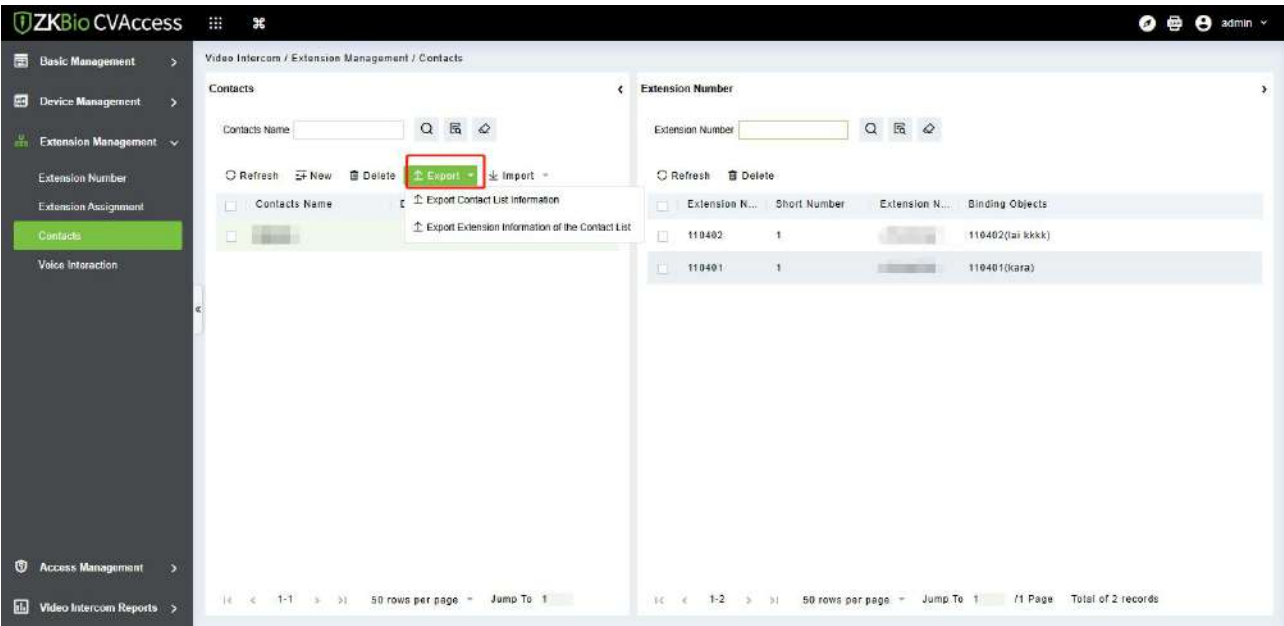 ZKBio CVAccess
admin
Basic Management
Device Management
Extension Management
Extension Number
Extension Assignment
Contacts
Voice Interaction
Access Management
Video Intercom Reports
Video Intercom / Extension Management / Contacts
Contacts
Contacts Name
Refresh New Delete Export Import
Export Contact List Information
Export Extension Information of the Contact List
Contacts Name
1-1 50 rows per page Jump To 1
Extension Number
Extension Number
Refresh Delete
Extension N... Short Number Extension N... Binding Objects
110402 1 110402(lai kkkk)
110401 1 110401(kara)
1-2 50 rows per page Jump To 1 /1 Page Total of 2 records